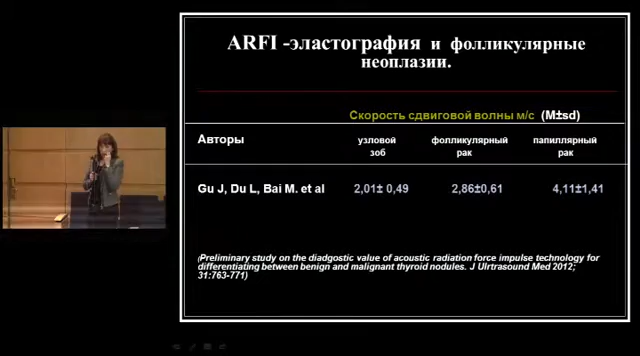 ARFI -эластография и фолликулярные
неоплазии.
Скорость сдвиговой волны м/с (M±sd)
Авторы
узловой
зоб
фолликулярный
рак
папиллярный
рак
Gu J, Du L, Bai M. et al
2,01± 0,49
2,86±0,61
4,11±1,41
(Preliminary study on the diadgostic value of acoustic radiation force impulse technology for
differentiating between benign and malignant thyroid nodules. J Ulrtrasound Med 2012;
31:763-771)